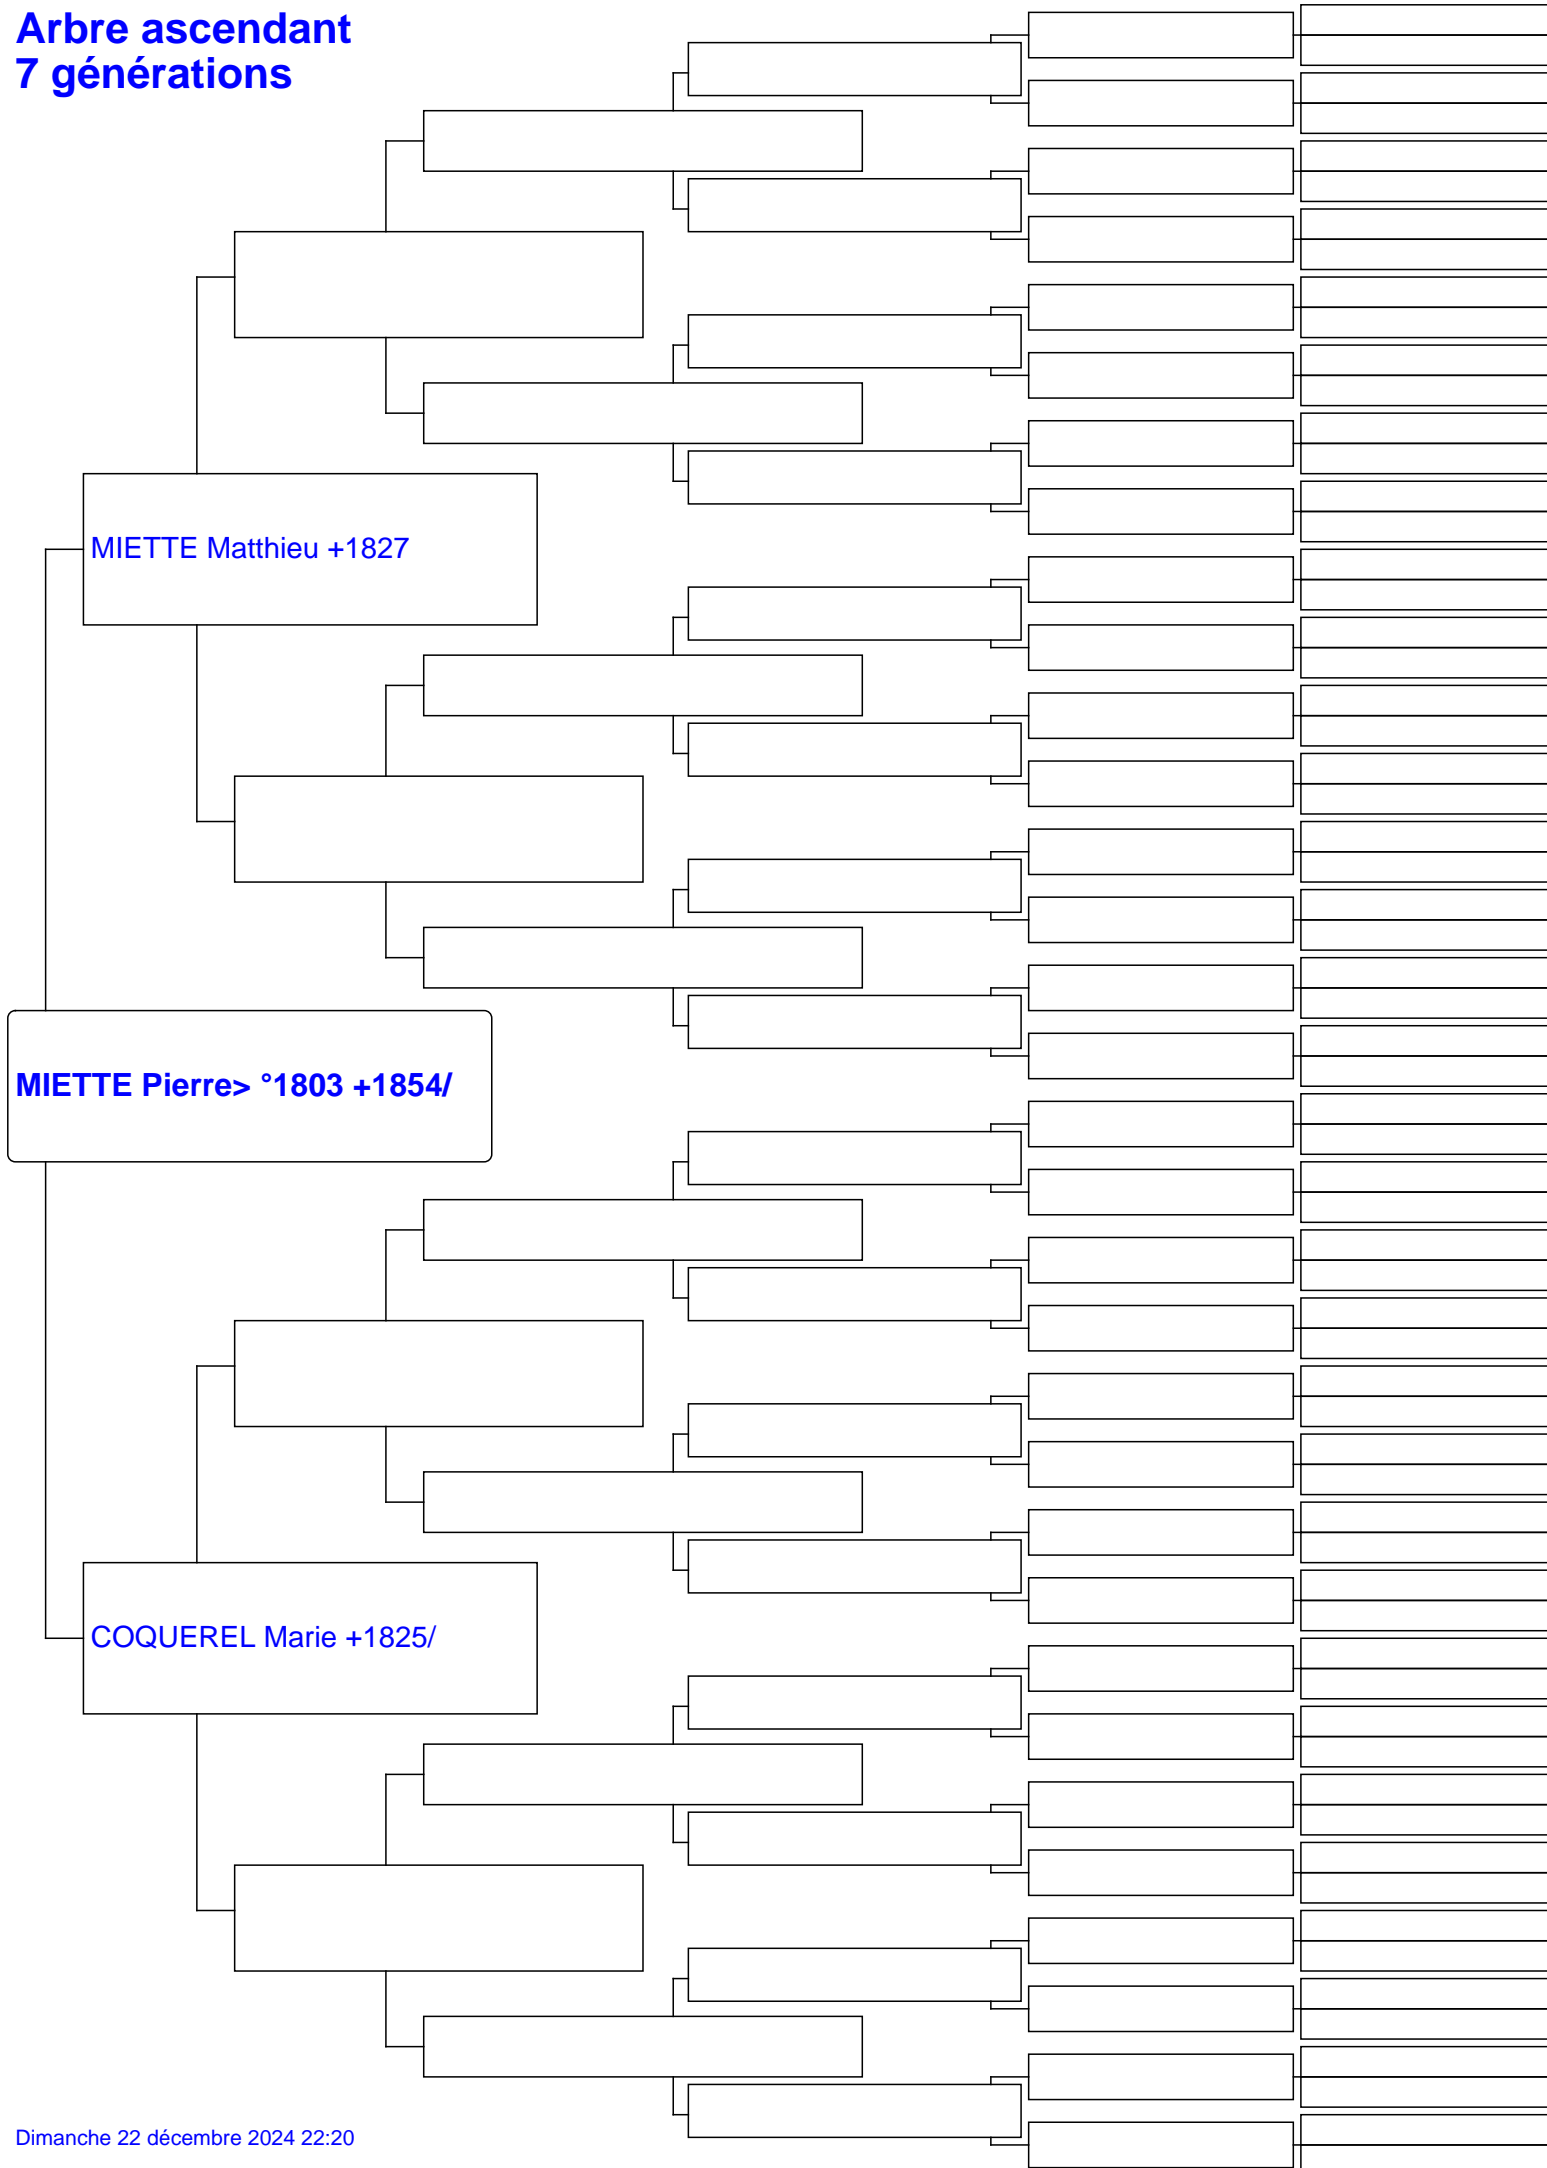 Arbre ascendant
7 générations
MIETTE Matthieu +1827
MIETTE Pierre> °1803 +1854/
COQUEREL Marie +1825/
Dimanche 22 décembre 2024 22:20